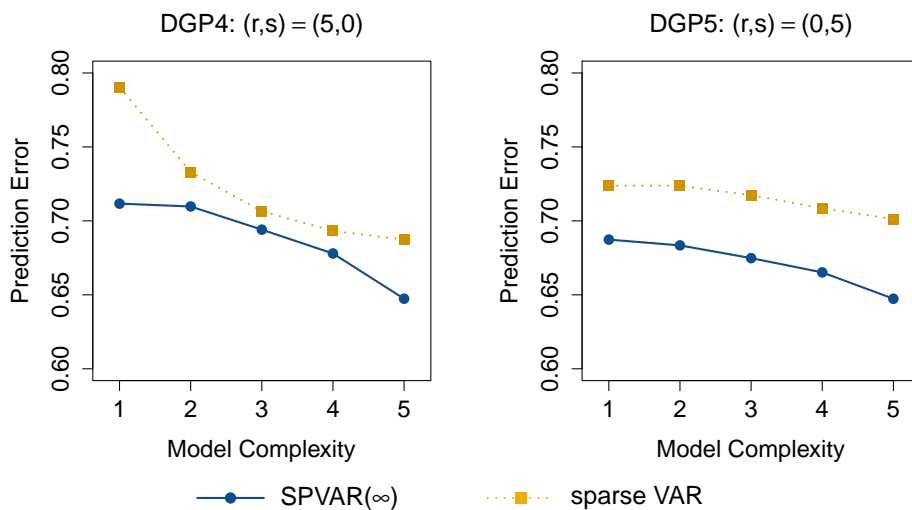 DGP4: (r,s) = (5,0)
0.80
0.75
0.70
0.65
0.60
Prediction Error
1 2 3 4 5
Model Complexity
DGP5: (r,s) = (0,5)
0.80
0.75
0.70
0.65
0.60
Prediction Error
1 2 3 4 5
Model Complexity
SPVAR(∞) sparse VAR